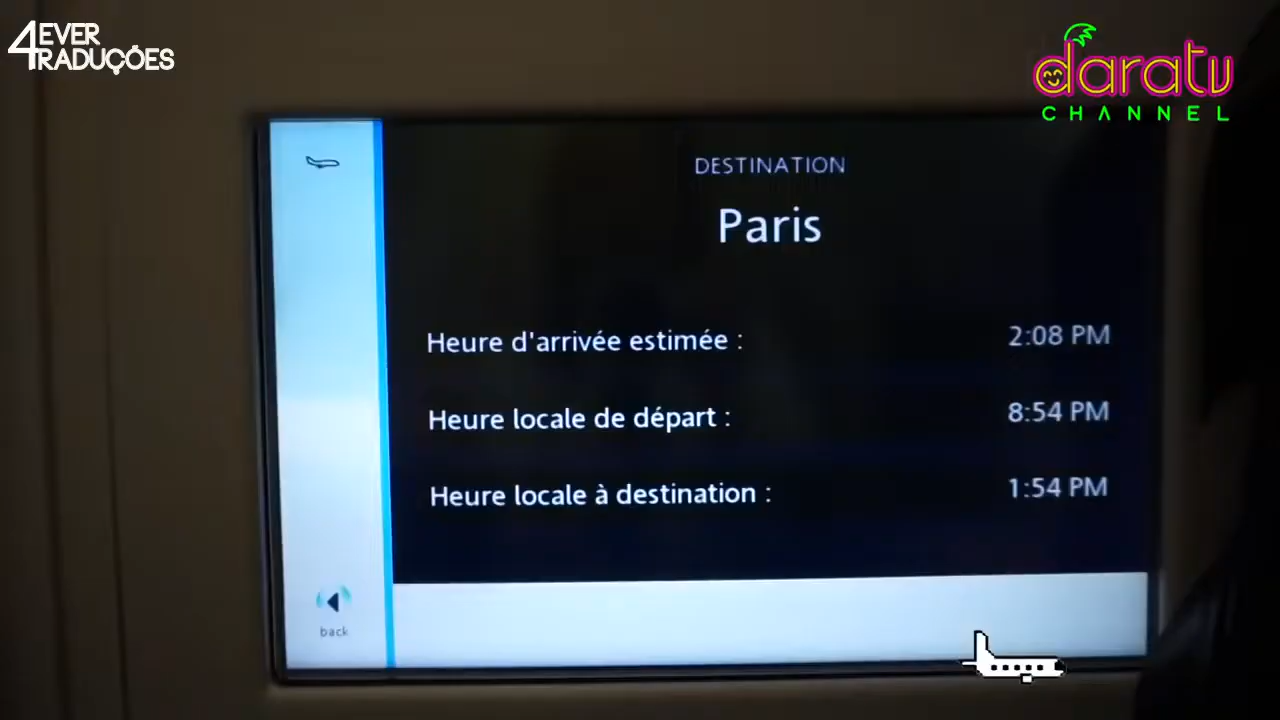 4EVER
TRADUÇÕES
daratv
CHANNEL
DESTINATION
Paris
Heure d'arrivée estimée : 2:08 PM
Heure locale de départ : 8:54 PM
Heure locale à destination : 1:54 PM
back